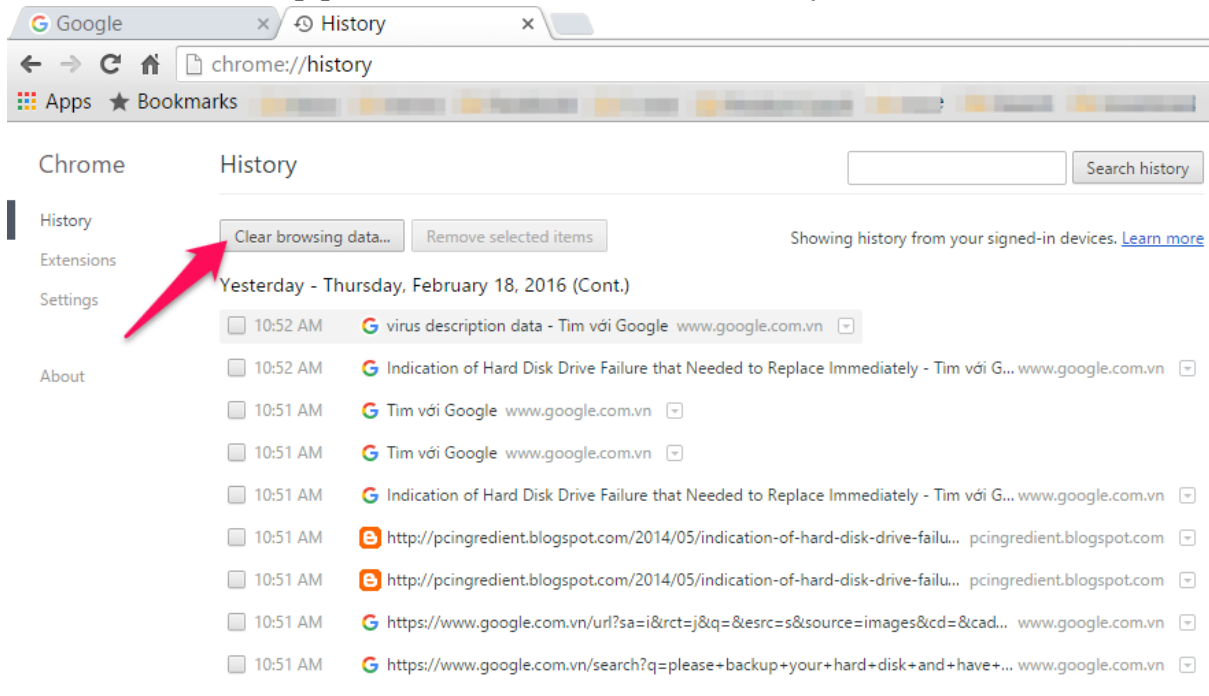 Google
History
chrome://history
Apps
Bookmarks
Chrome
History
Search history
History
Extensions
Settings
About
Clear browsing data...
Remove selected items
Showing history from your signed-in devices. Learn more
Yesterday - Thursday, February 18, 2016 (Cont.)
10:52 AM virus description data - Tìm với Google www.google.com.vn
10:52 AM Indication of Hard Disk Drive Failure that Needed to Replace Immediately - Tìm với G... www.google.com.vn
10:51 AM Tìm với Google www.google.com.vn
10:51 AM Tìm với Google www.google.com.vn
10:51 AM Indication of Hard Disk Drive Failure that Needed to Replace Immediately - Tìm với G... www.google.com.vn
10:51 AM http://pcingredient.blogspot.com/2014/05/indication-of-hard-disk-drive-failu... pcingredient.blogspot.com
10:51 AM http://pcingredient.blogspot.com/2014/05/indication-of-hard-disk-drive-failu... pcingredient.blogspot.com
10:51 AM https://www.google.com.vn/url?sa=i&rct=j&q=&esrc=s&source=images&cd=&cad... www.google.com.vn
10:51 AM https://www.google.com.vn/search?q=please+backup+your+hard+disk+and+have+... www.google.com.vn